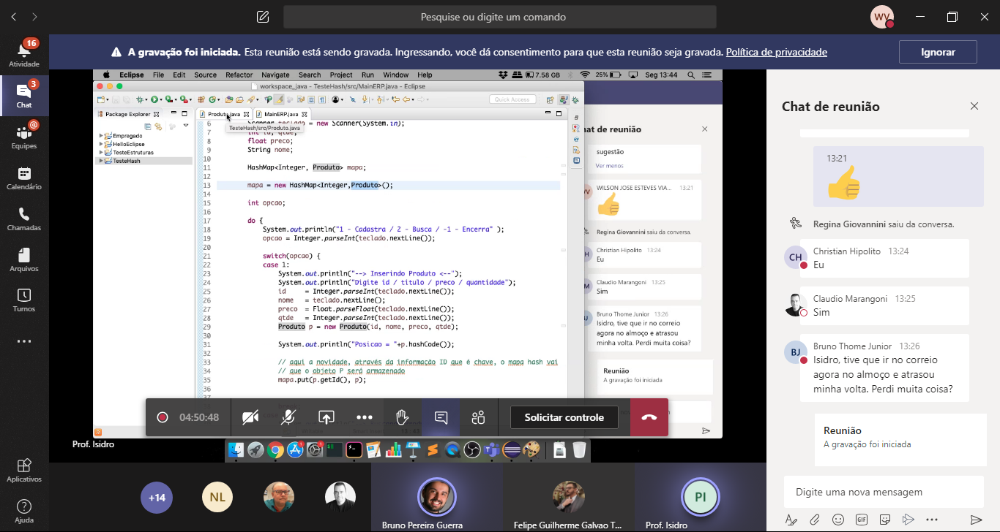 Pesquise ou digite um comando
WV
16
Atividade
3
Chat
@
Equipes
Calendário
Chamadas
Arquivos
Turnos
Aplicativos
Ajuda
A gravação foi iniciada. Esta reunião está sendo gravada. Ingressando, você dá consentimento para que esta reunião seja gravada. Política de privacidade
Ignorar
Eclipse File Edit Source Refactor Navigate Search Project Run Window Help
7.58 GB 25% Seg 13:44
workspace_java - TesteHash/src/MainERP.java - Eclipse
Quick Access
Package Explorer
Empregado
HelloEclipse
TesteEstruturas
TesteHash
Produto.java
MainERP.java
TesteHash/src/Produto.java
6 Scanner teclado = new Scanner(System.in);
7 int id, qtde;
8 float preco;
9 String nome;
10
11 HashMap<Integer, Produto> mapa;
12
13 mapa = new HashMap<Integer,Produto>();
14
15 int opcao;
16
17 do {
18 System.out.println("1 - Cadastra / 2 - Busca / -1 - Encerra" );
19 opcao = Integer.parseInt(teclado.nextLine());
20
21 switch(opcao) {
22 case 1:
23 System.out.println("--> Inserindo Produto <--");
24 System.out.println("Digite id / titulo / preco / quantidade");
25 id = Integer.parseInt(teclado.nextLine());
26 nome = teclado.nextLine();
27 preco = Float.parseFloat(teclado.nextLine());
28 qtde = Integer.parseInt(teclado.nextLine());
29 Produto p = new Produto(id, nome, preco, qtde);
30
31 System.out.println("Posicao = "+p.hashCode());
32
33 // aqui a novidade, através da informação ID que é chave, o mapa hash vai
34 // que o objeto P será armazenado
35 mapa.put(p.getId(), p);
36
37
at de reunião
sugestão
Ver menos
WILSON JOSE ESTEVES VIA... 13:21
Regina Giovannini saiu da conversa.
Christian Hipolito 13:24
Eu
Claudio Marangoni 13:25
Sim
Bruno Thome Junior 13:26
Isidro, tive que ir no correio
agora no almoço e atrasou
minha volta. Perdi muita coisa?
Reunião
A gravação foi iniciada
04:50:48
Solicitar controle
Prof. Isidro
+14
NL
Bruno Pereira Guerra
Felipe Guilherme Galvao T...
PI
Prof. Isidro
Chat de reunião
13:21
Regina Giovannini saiu da conversa.
CH
Christian Hipolito 13:24
Eu
Claudio Marangoni 13:25
Sim
BJ
Bruno Thome Junior 13:26
Isidro, tive que ir no correio
agora no almoço e atrasou
minha volta. Perdi muita coisa?
Reunião
A gravação foi iniciada
Digite uma nova mensagem
GIF